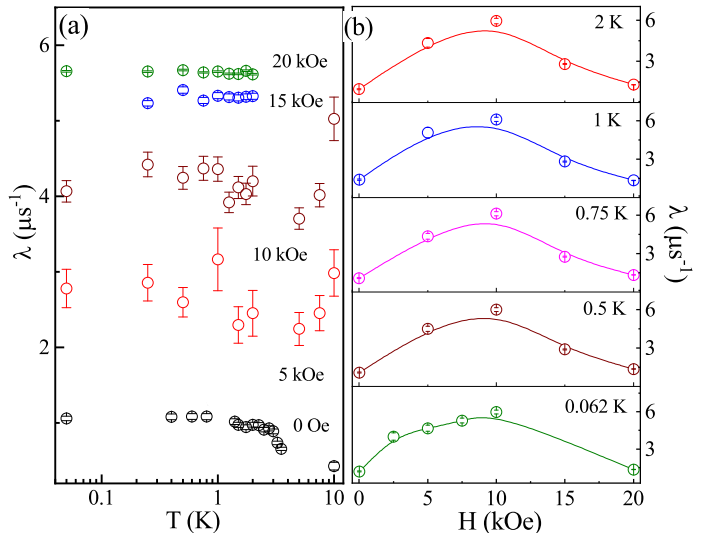 (a)
6
4
2
λ (μs⁻¹)
20 kOe
15 kOe
10 kOe
5 kOe
0 Oe
0.1
1
10
T (K)
(b)
2 K
6
3
1 K
6
3
0.75 K
6
3
0.5 K
6
3
0.062 K
6
3
λ (μs⁻¹)
0
5
10
15
20
H (kOe)